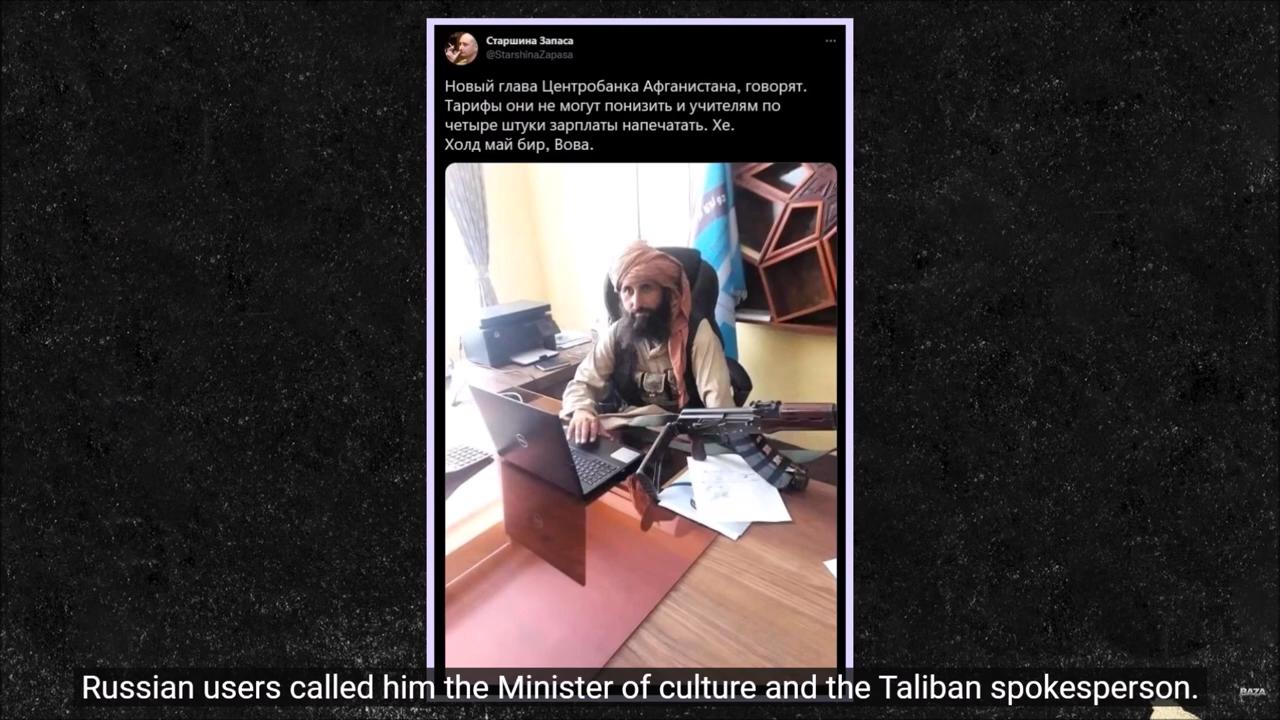 Старшина Запаса
@StarshinaZapasa
Новый глава Центробанка Афганистана, говорят.
Тарифы они не могут понизить и учителям по
четыре штуки зарплаты напечатать. Хе.
Холд май бир, Вова.
Russian users called him the Minister of culture and the Taliban spokesperson.
BAZA